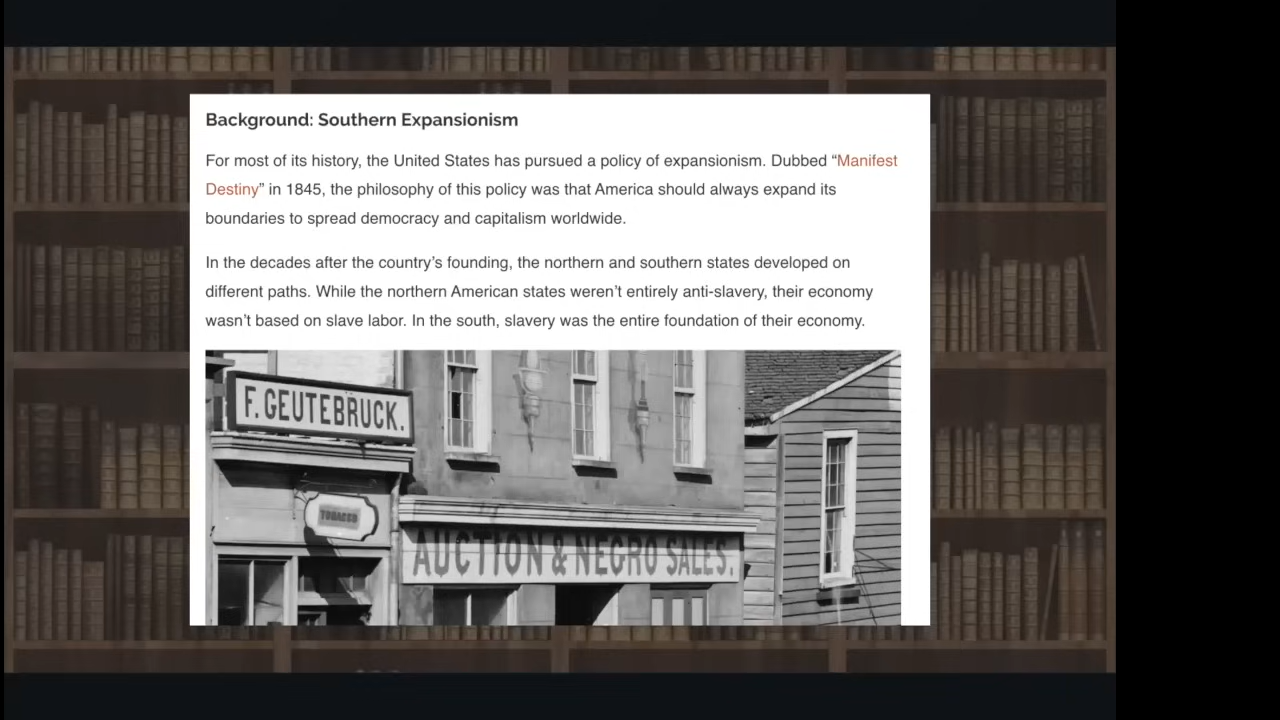 Background: Southern Expansionism
For most of its history, the United States has pursued a policy of expansionism. Dubbed “Manifest
Destiny” in 1845, the philosophy of this policy was that America should always expand its
boundaries to spread democracy and capitalism worldwide.
In the decades after the country’s founding, the northern and southern states developed on
different paths. While the northern American states weren’t entirely anti-slavery, their economy
wasn’t based on slave labor. In the south, slavery was the entire foundation of their economy.
F. GEUTEBRUCK.
TOBACCO
AUCTION & NEGRO SALES.